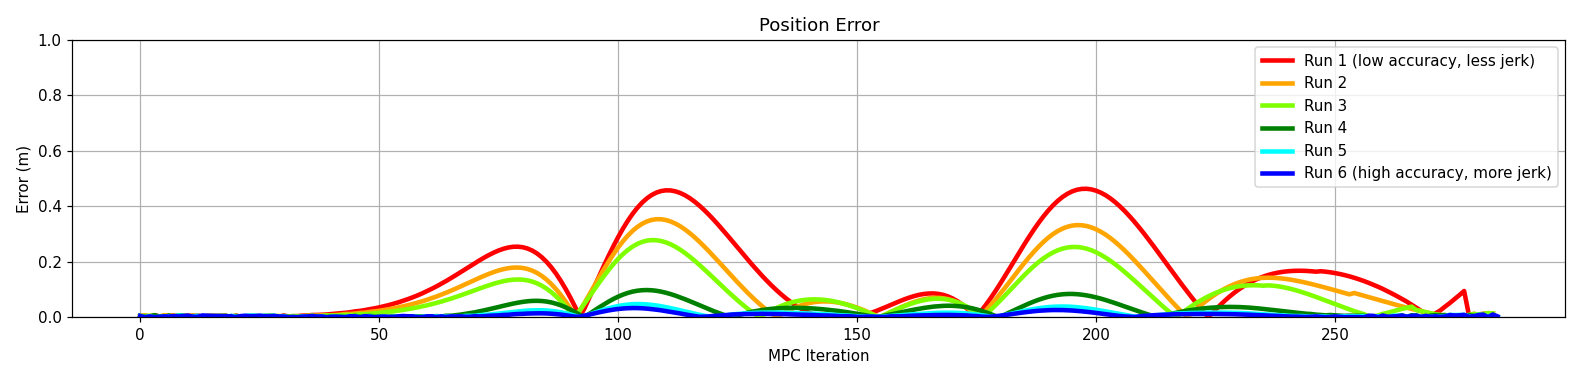 Position Error
1.0
0.8
0.6
0.4
0.2
0.0
Error (m)
Run 1 (low accuracy, less jerk)
Run 2
Run 3
Run 4
Run 5
Run 6 (high accuracy, more jerk)
0 50 100 150 200 250
MPC Iteration